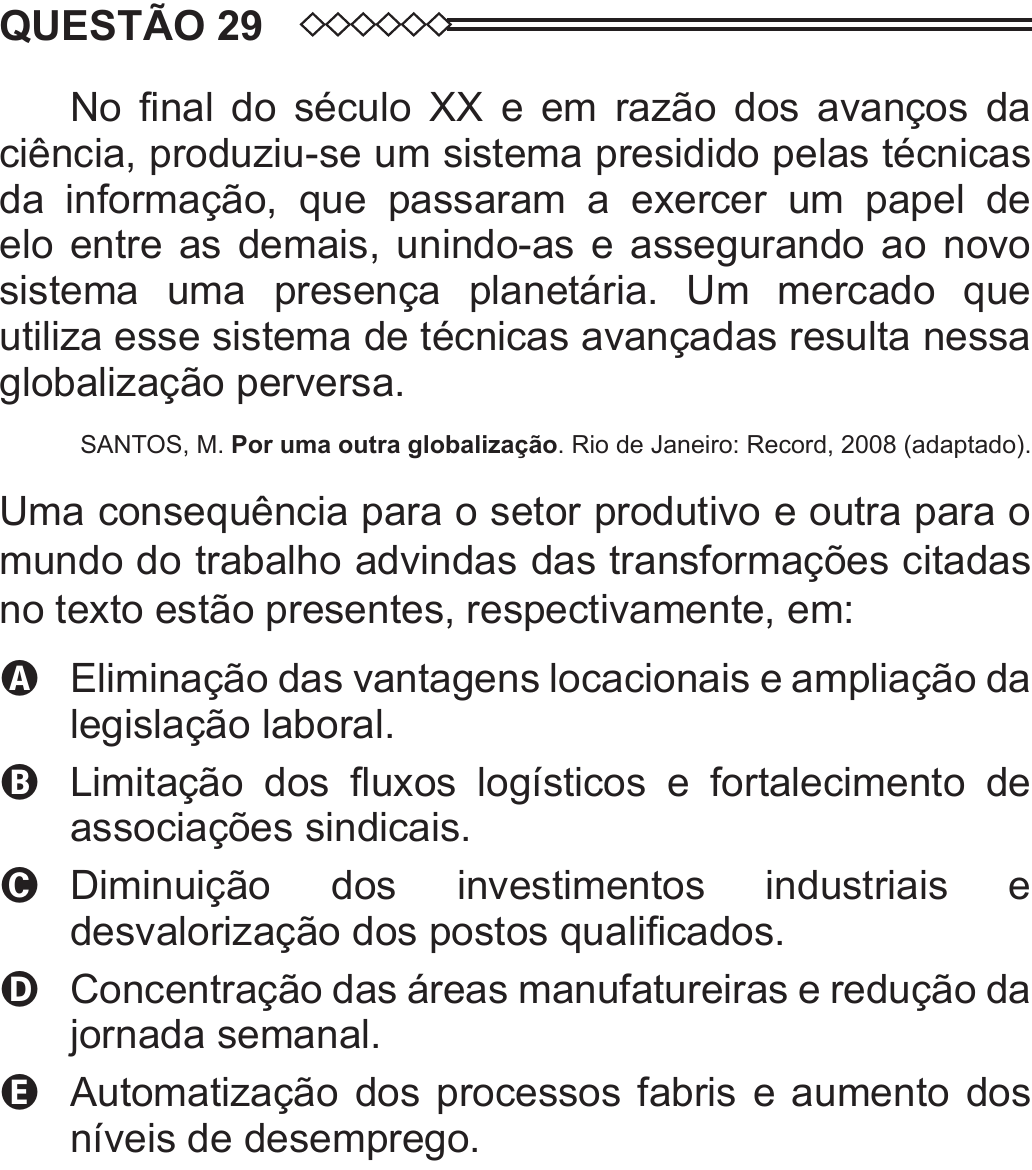 QUESTÃO 29
No final do século XX e em razão dos avanços da
ciência, produziu-se um sistema presidido pelas técnicas
da informação, que passaram a exercer um papel de
elo entre as demais, unindo-as e assegurando ao novo
sistema uma presença planetária. Um mercado que
utiliza esse sistema de técnicas avançadas resulta nessa
globalização perversa.
SANTOS, M. Por uma outra globalização. Rio de Janeiro: Record, 2008 (adaptado).
Uma consequência para o setor produtivo e outra para o
mundo do trabalho advindas das transformações citadas
no texto estão presentes, respectivamente, em:
A Eliminação das vantagens locacionais e ampliação da
legislação laboral.
B Limitação dos fluxos logísticos e fortalecimento de
associações sindicais.
C Diminuição dos investimentos industriais e
desvalorização dos postos qualificados.
D Concentração das áreas manufatureiras e redução da
jornada semanal.
E Automatização dos processos fabris e aumento dos
níveis de desemprego.